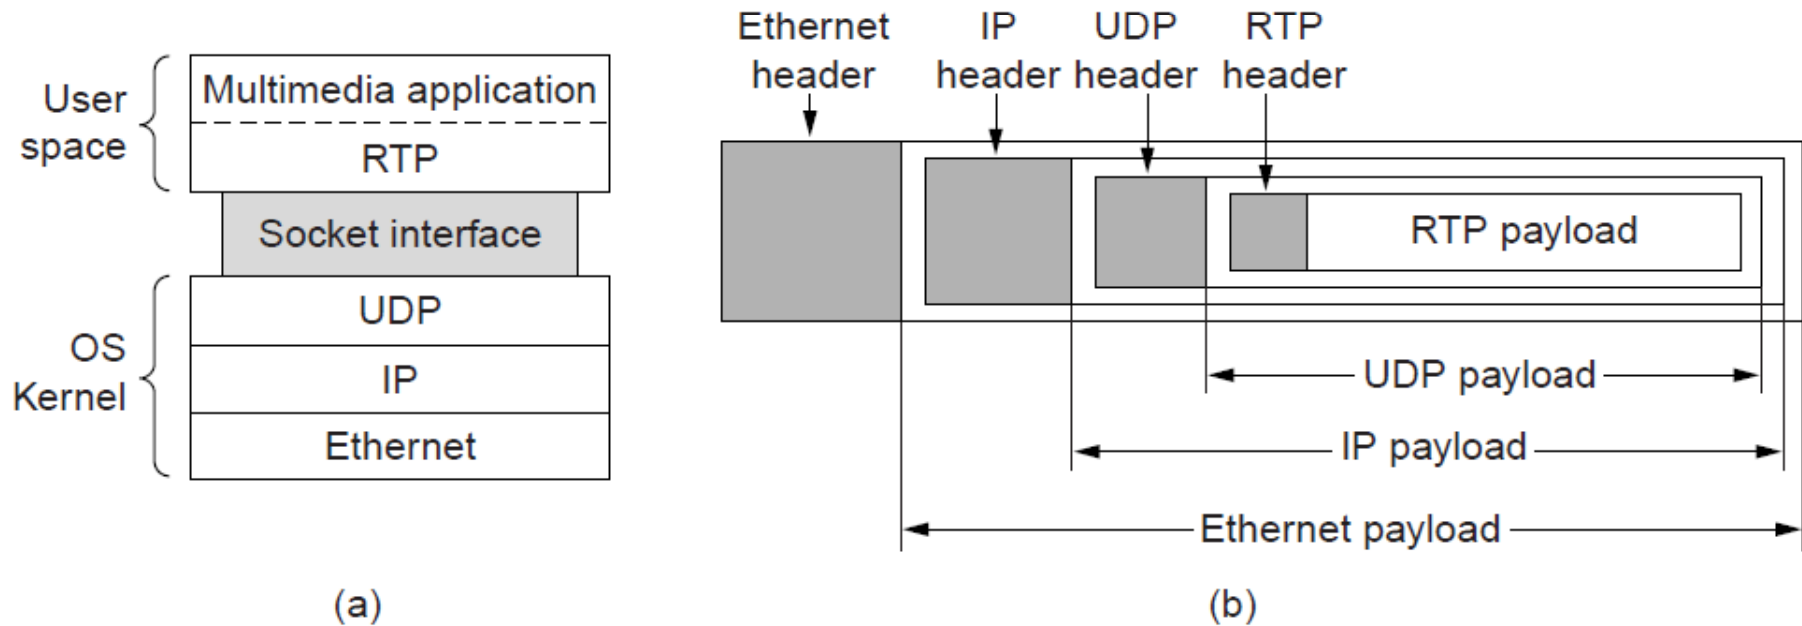 User
space
Multimedia application
RTP
Socket interface
OS
Kernel
UDP
IP
Ethernet
(a)
Ethernet
header
IP
header
UDP
header
RTP
header
RTP payload
UDP payload
IP payload
Ethernet payload
(b)